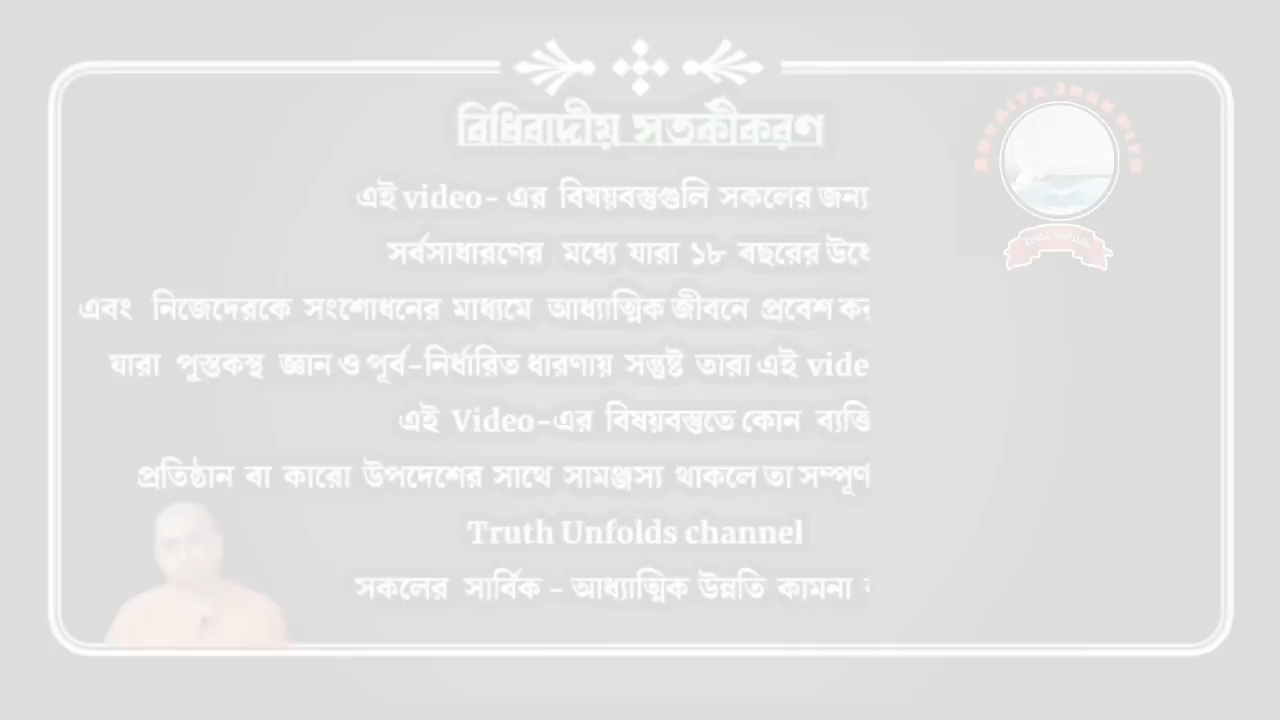 বিধিবাদ্দীয় সতর্কীকরণ
এই video- এর বিষয়বস্তুগুলি সকলের জন্য
সর্বসাধারণের মধ্যে যারা ১৮ বছরের
এবং নিজেদেরকে সংশোধনের মাধ্যমে আধ্যাত্মিক জীবনে প্রবেশ
যারা পুস্তকস্থ জ্ঞান ও পূর্ব-নির্ধারিত ধারণায় সন্তুষ্ট তারা এই vide
এই Video-এর বিষয়বস্তুতে কোন
প্রতিষ্ঠান বা কারো উপদেশের সাথে সামঞ্জস্য থাকলে তা
Truth Unfolds channel
সকলের সার্বিক - আধ্যাত্মিক উন্নতি কামনা